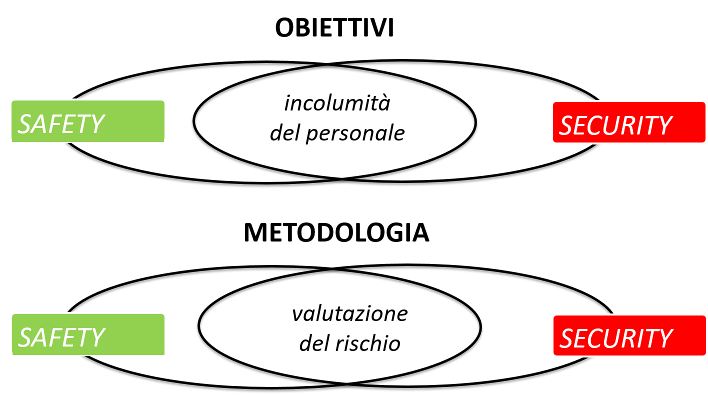 OBIETTIVI
SAFETY
incolumità
del personale
SECURITY
METODOLOGIA
SAFETY
valutazione
del rischio
SECURITY